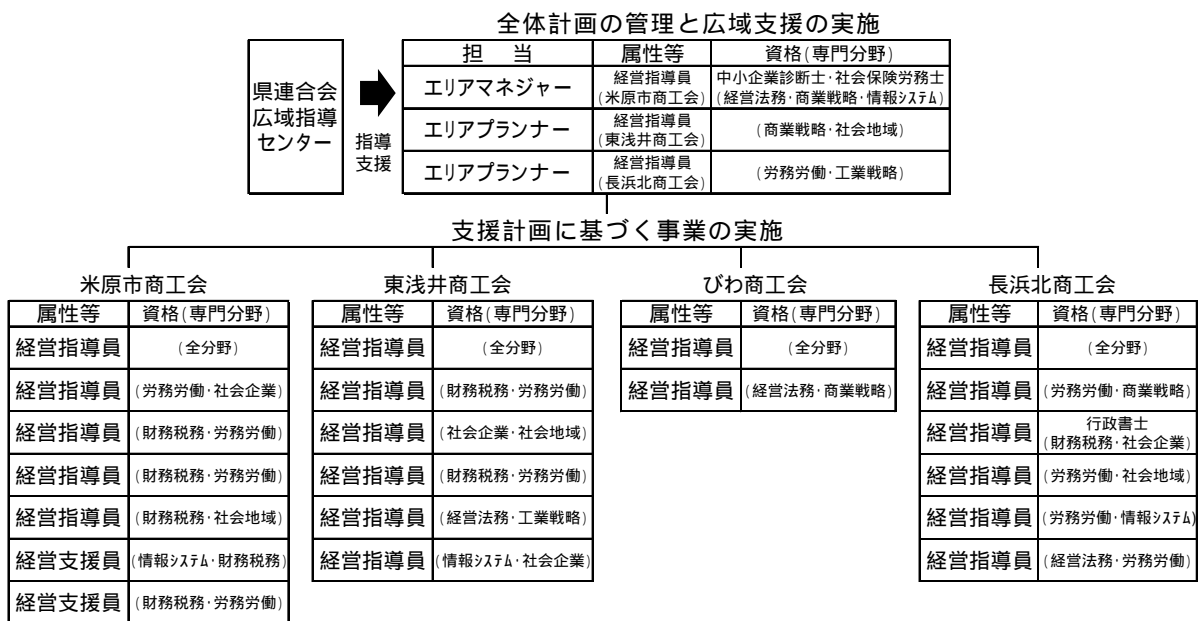 全体計画の管理と広域支援の実施
県連合会
広域指導
センター
指導
支援
担 当 属性等 資格(専門分野)
エリアマネジャー 経営指導員 中小企業診断士・社会保険労務士
(米原市商工会) (経営法務・商業戦略・情報システム)
エリアプランナー 経営指導員 (商業戦略・社会地域)
(東浅井商工会)
エリアプランナー 経営指導員 (労務労働・工業戦略)
(長浜北商工会)
支援計画に基づく事業の実施
米原市商工会
属性等 資格(専門分野)
経営指導員 (全分野)
経営指導員 (労務労働・社会企業)
経営指導員 (財務税務・労務労働)
経営指導員 (財務税務・労務労働)
経営指導員 (財務税務・社会地域)
経営支援員 (情報システム・財務税務)
経営支援員 (財務税務・労務労働)
東浅井商工会
属性等 資格(専門分野)
経営指導員 (全分野)
経営指導員 (財務税務・労務労働)
経営指導員 (社会企業・社会地域)
経営指導員 (財務税務・労務労働)
経営指導員 (経営法務・工業戦略)
経営指導員 (情報システム・社会企業)
びわ商工会
属性等 資格(専門分野)
経営指導員 (全分野)
経営指導員 (経営法務・商業戦略)
長浜北商工会
属性等 資格(専門分野)
経営指導員 (全分野)
経営指導員 (労務労働・商業戦略)
経営指導員 行政書士
(財務税務・社会企業)
経営指導員 (労務労働・社会地域)
経営指導員 (労務労働・情報システム)
経営指導員 (経営法務・労務労働)